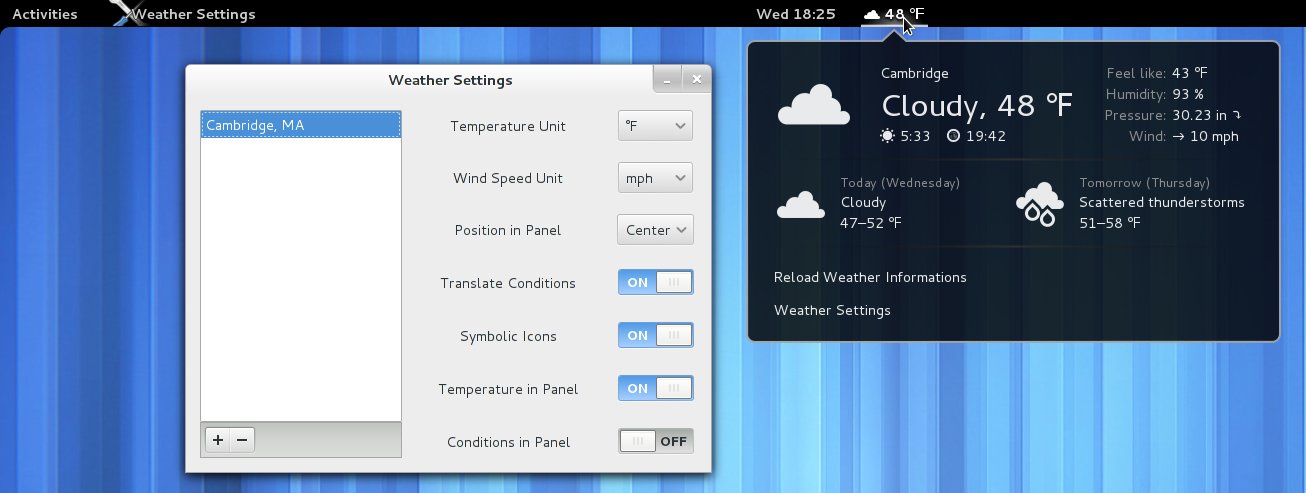 Activities
Weather Settings
Wed 18:25
48 °F
Weather Settings
Cambridge, MA
Temperature Unit
°F
Wind Speed Unit
mph
Position in Panel
Center
Translate Conditions
ON
Symbolic Icons
ON
Temperature in Panel
ON
Conditions in Panel
OFF
Cambridge
Cloudy, 48 °F
5:33 19:42
Feel like: 43 °F
Humidity: 93 %
Pressure: 30.23 in ↴
Wind: → 10 mph
Today (Wednesday)
Cloudy
47–52 °F
Tomorrow (Thursday)
Scattered thunderstorms
51–58 °F
Reload Weather Informations
Weather Settings